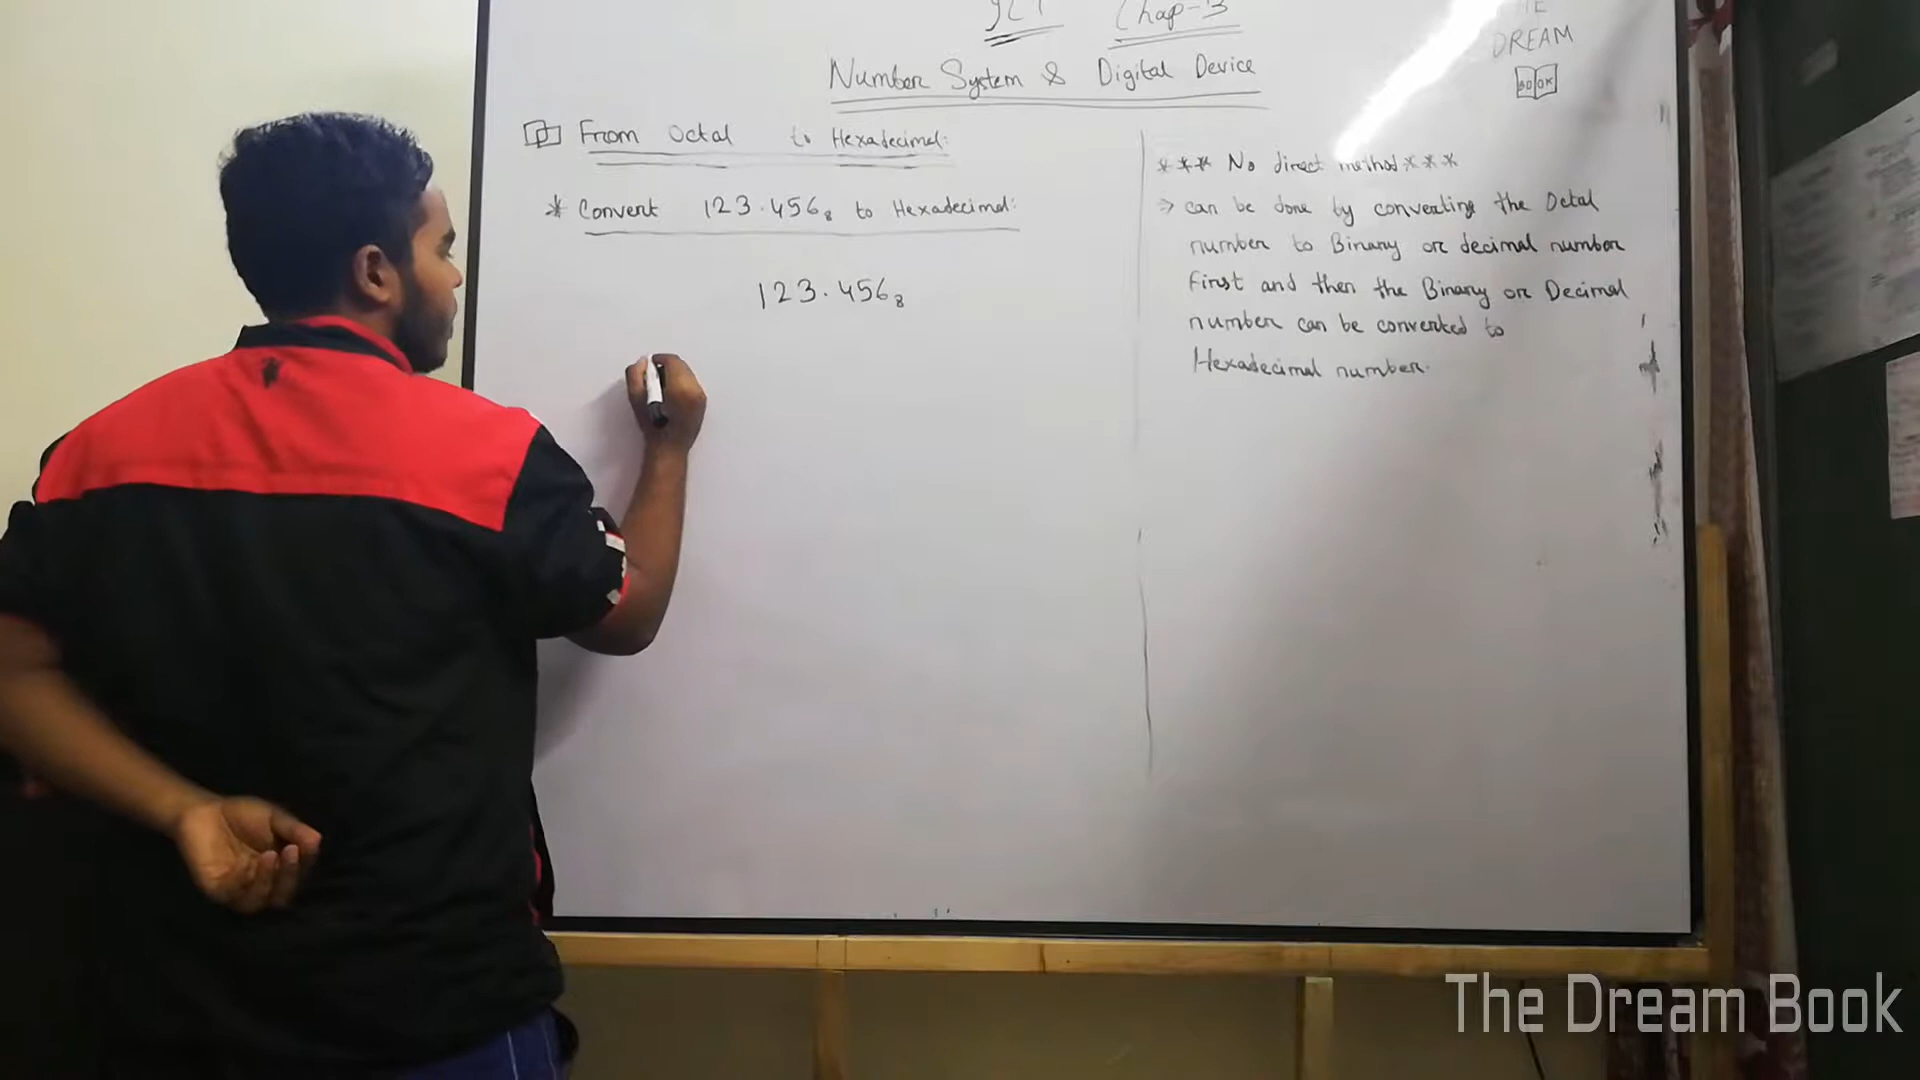 Chap-3
Number System & Digital Device
DREAM
BOOK
From Octal to Hexadecimal:
* Convert 123.456₈ to Hexadecimal:
123.456₈
*** No direct method ***
⇒ can be done by converting the Octal
number to Binary or decimal number
First and then the Binary or Decimal
number can be converted to
Hexadecimal number.
The Dream Book